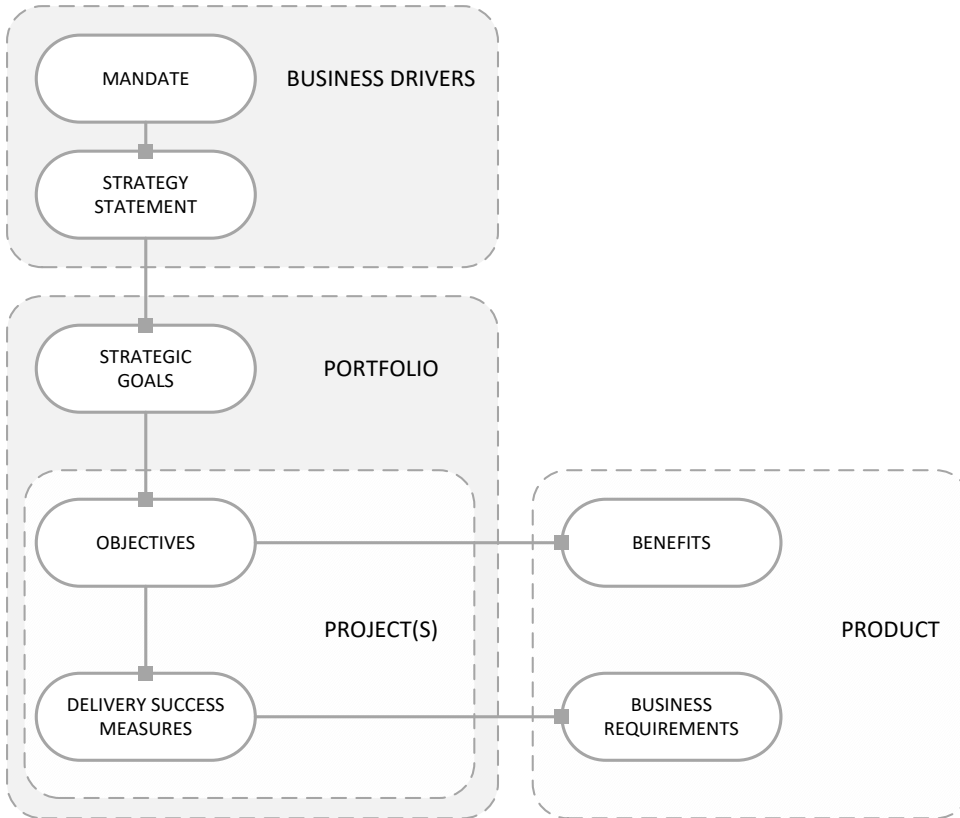 MANDATE
BUSINESS DRIVERS
STRATEGY
STATEMENT
STRATEGIC
GOALS
PORTFOLIO
OBJECTIVES
BENEFITS
PROJECT(S)
PRODUCT
DELIVERY SUCCESS
MEASURES
BUSINESS
REQUIREMENTS